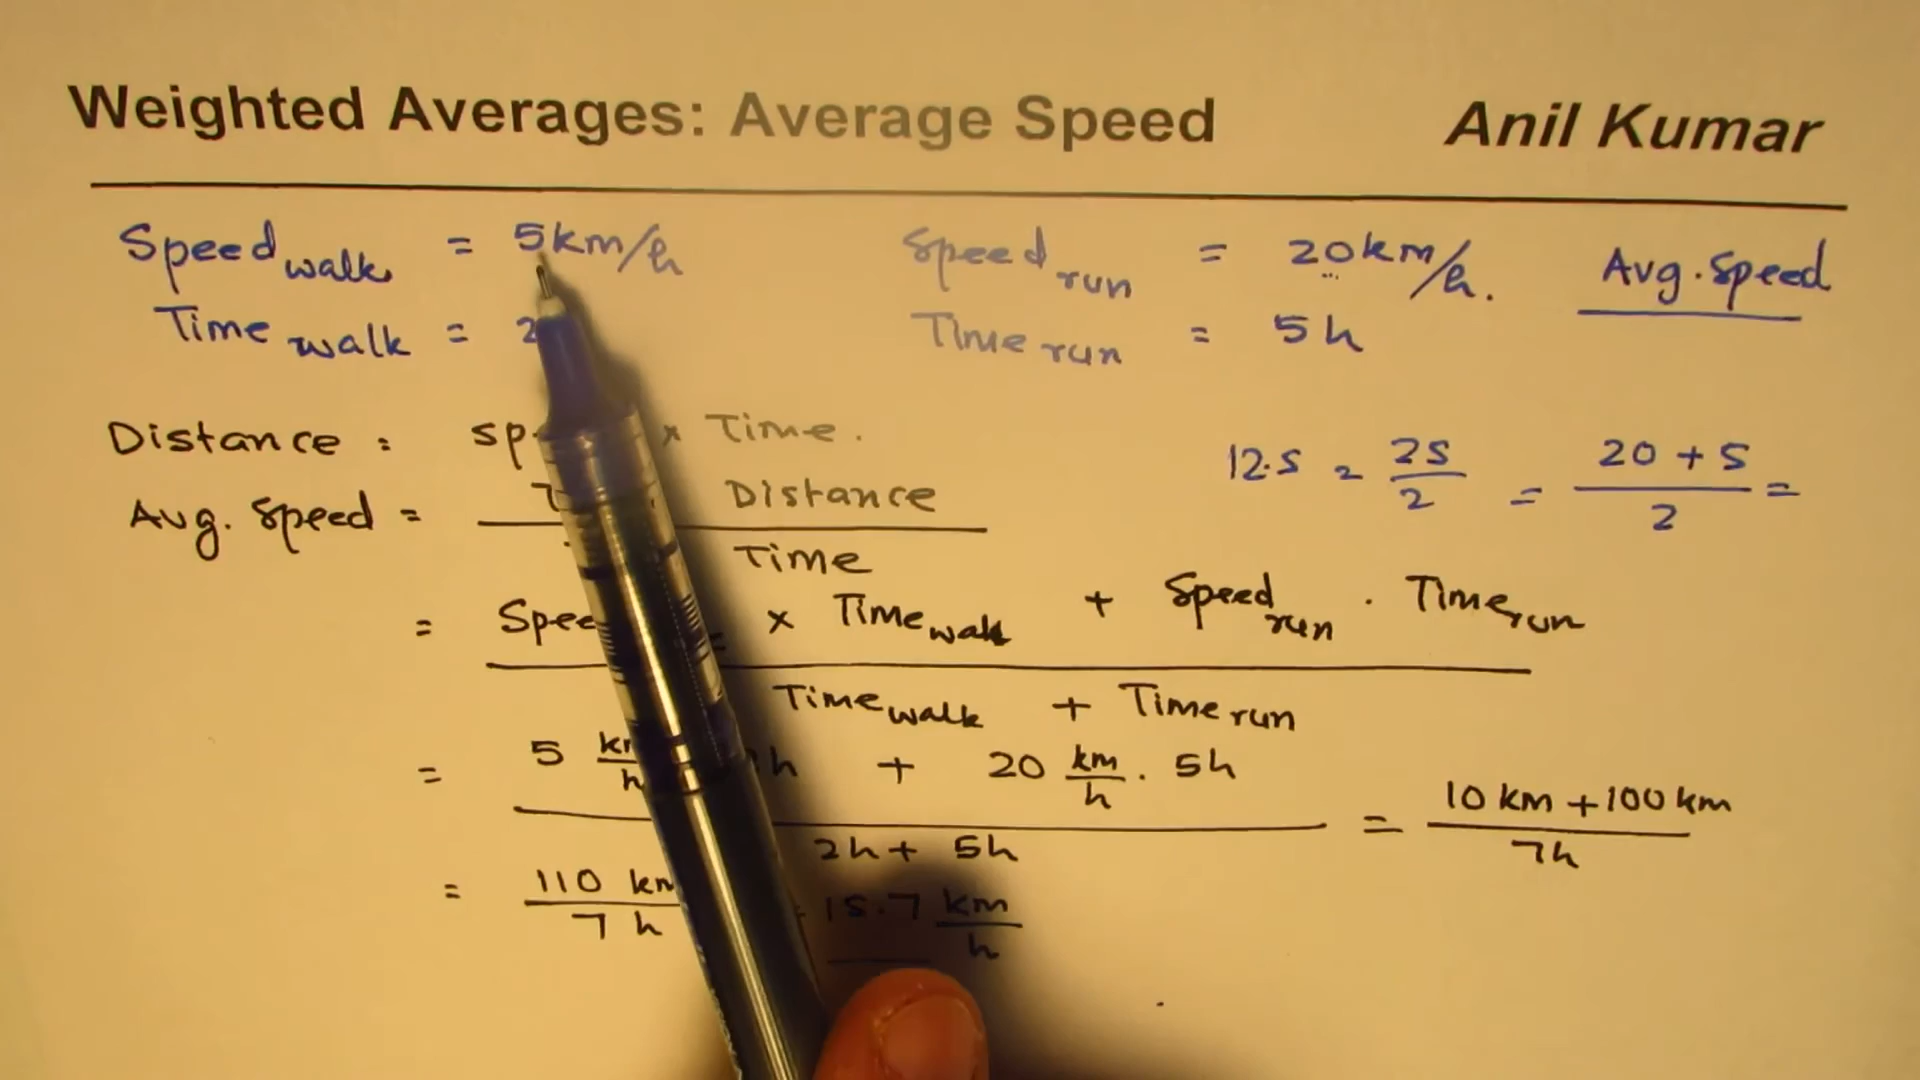 Weighted Averages: Average Speed Anil Kumar
Speed walk = 5km/h Speed run = 20km/h. Avg. Speed
Time walk = 2 Time run = 5h
Distance : x Time.
12.5 = 25/2 = 20 + 5/2 =
Avg. Speed = Distance
Time
= x Time walk + Speed run . Time run
Time walk + Time run
= 5 h + 20 km/h . 5h
2h + 5h
= 10 km + 100 km/7h
= 110 km/7 h 15.7 km/h